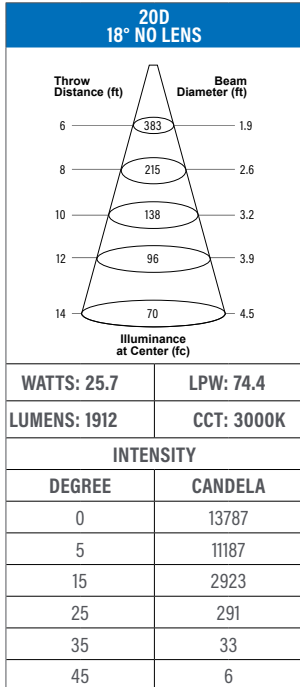 20D
18° NO LENS
Throw Beam
Distance (ft) Diameter (ft)
6 383 1.9
8 215 2.6
10 138 3.2
12 96 3.9
14 70 4.5
Illuminance
at Center (fc)
WATTS: 25.7 LPW: 74.4
LUMENS: 1912 CCT: 3000K
INTENSITY
DEGREE CANDELA
0 13787
5 11187
15 2923
25 291
35 33
45 6